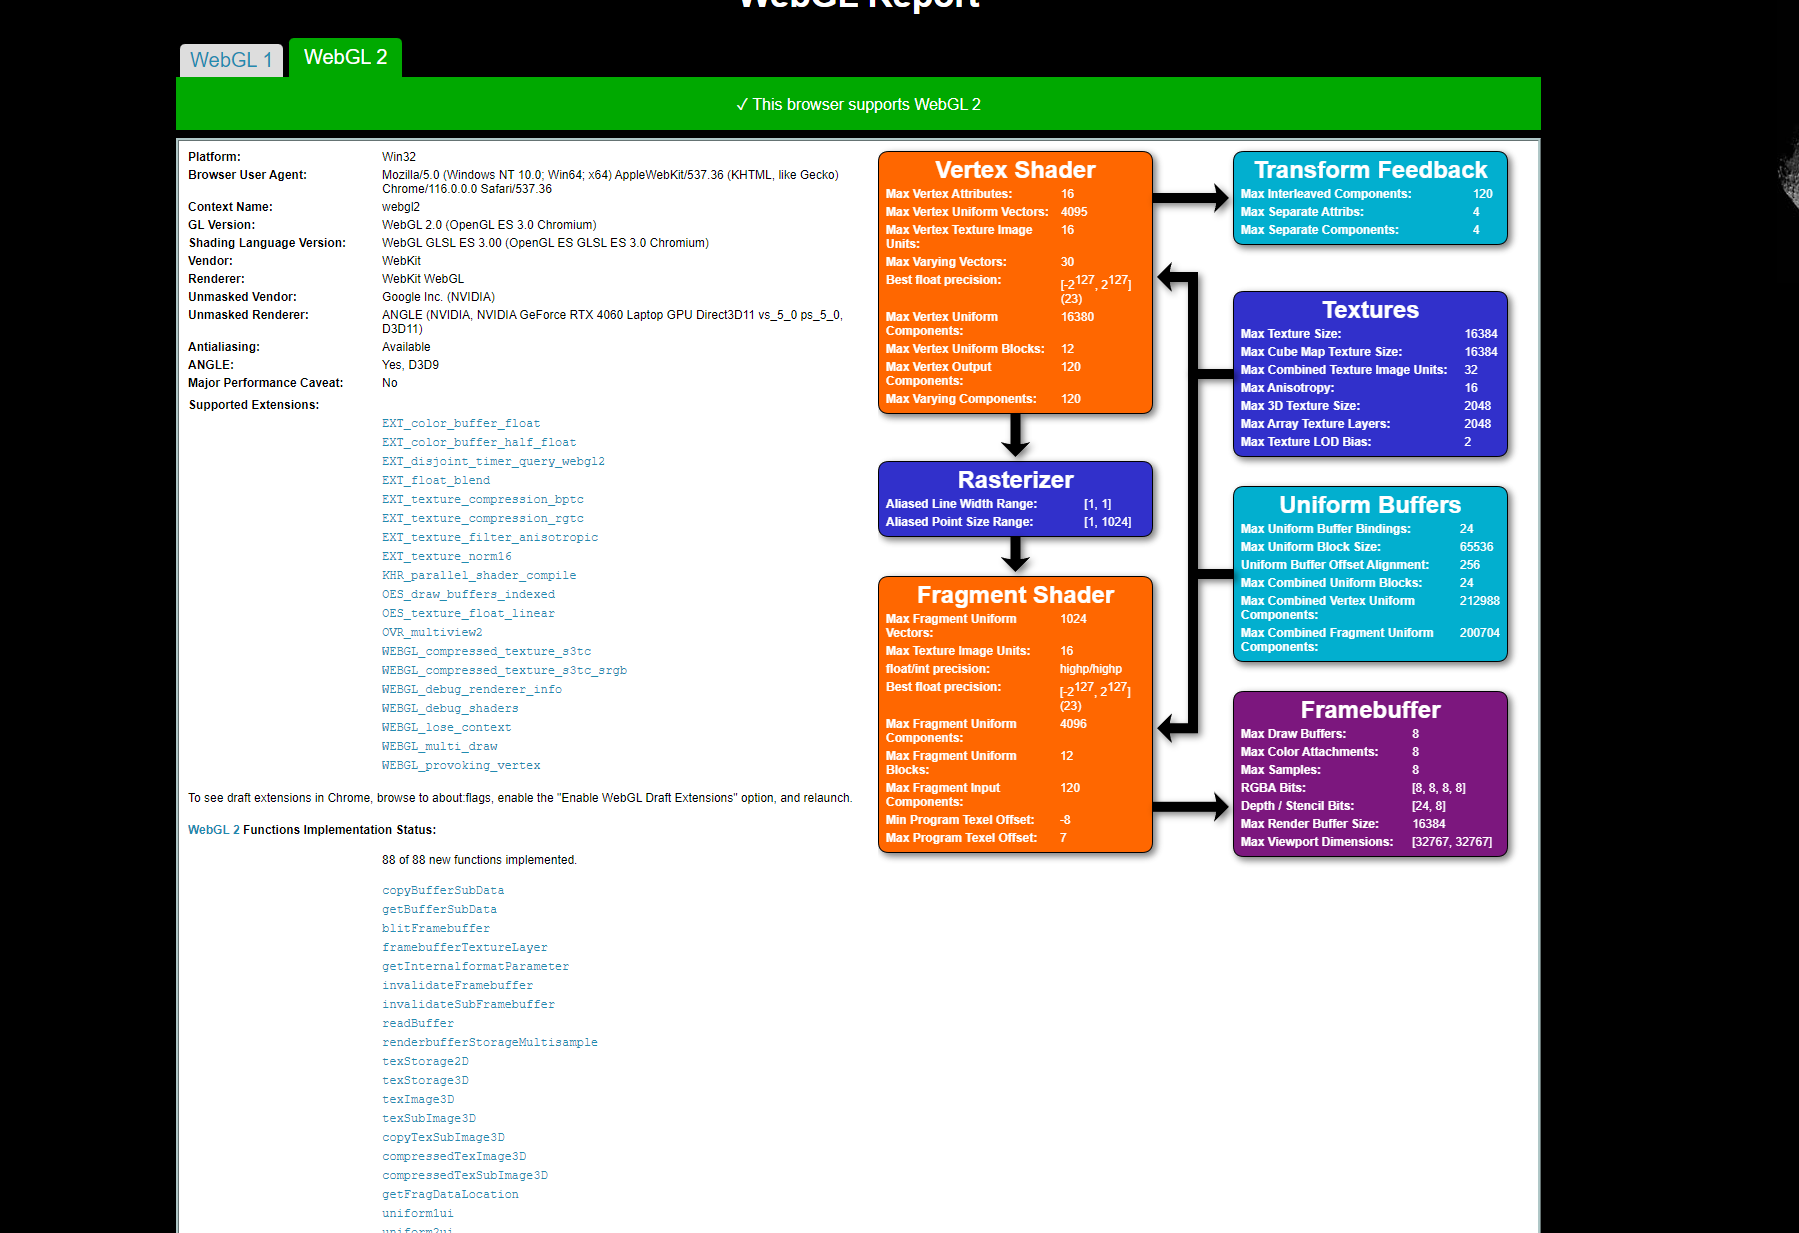 WebGL Report
WebGL 1
WebGL 2
✓ This browser supports WebGL 2
Platform: Win32
Browser User Agent: Mozilla/5.0 (Windows NT 10.0; Win64; x64) AppleWebKit/537.36 (KHTML, like Gecko)
Chrome/116.0.0.0 Safari/537.36
Context Name: webgl2
GL Version: WebGL 2.0 (OpenGL ES 3.0 Chromium)
Shading Language Version: WebGL GLSL ES 3.00 (OpenGL ES GLSL ES 3.0 Chromium)
Vendor: WebKit
Renderer: WebKit WebGL
Unmasked Vendor: Google Inc. (NVIDIA)
Unmasked Renderer: ANGLE (NVIDIA, NVIDIA GeForce RTX 4060 Laptop GPU Direct3D11 vs_5_0 ps_5_0,
D3D11)
Antialiasing: Available
ANGLE: Yes, D3D9
Major Performance Caveat: No
Supported Extensions:
EXT_color_buffer_float
EXT_color_buffer_half_float
EXT_disjoint_timer_query_webgl2
EXT_float_blend
EXT_texture_compression_bptc
EXT_texture_compression_rgtc
EXT_texture_filter_anisotropic
EXT_texture_norm16
KHR_parallel_shader_compile
OES_draw_buffers_indexed
OES_texture_float_linear
OVR_multiview2
WEBGL_compressed_texture_s3tc
WEBGL_compressed_texture_s3tc_srgb
WEBGL_debug_renderer_info
WEBGL_debug_shaders
WEBGL_lose_context
WEBGL_multi_draw
WEBGL_provoking_vertex
To see draft extensions in Chrome, browse to about:flags, enable the "Enable WebGL Draft Extensions" option, and relaunch.
WebGL 2 Functions Implementation Status:
88 of 88 new functions implemented.
copyBufferSubData
getBufferSubData
blitFramebuffer
framebufferTextureLayer
getInternalformatParameter
invalidateFramebuffer
invalidateSubFramebuffer
readBuffer
renderbufferStorageMultisample
texStorage2D
texStorage3D
texImage3D
texSubImage3D
copyTexSubImage3D
compressedTexImage3D
compressedTexSubImage3D
getFragDataLocation
uniform1ui
uniform2ui
Vertex Shader
Max Vertex Attributes: 16
Max Vertex Uniform Vectors: 4095
Max Vertex Texture Image 16
Units:
Max Varying Vectors: 30
Best float precision: [-2^127, 2^127]
(23)
Max Vertex Uniform 16380
Components:
Max Vertex Uniform Blocks: 12
Max Vertex Output 120
Components:
Max Varying Components: 120
Rasterizer
Aliased Line Width Range: [1, 1]
Aliased Point Size Range: [1, 1024]
Fragment Shader
Max Fragment Uniform 1024
Vectors:
Max Texture Image Units: 16
float/int precision: highp/highp
Best float precision: [-2^127, 2^127]
(23)
Max Fragment Uniform 4096
Components:
Max Fragment Uniform 12
Blocks:
Max Fragment Input 120
Components:
Min Program Texel Offset: -8
Max Program Texel Offset: 7
Transform Feedback
Max Interleaved Components: 120
Max Separate Attribs: 4
Max Separate Components: 4
Textures
Max Texture Size: 16384
Max Cube Map Texture Size: 16384
Max Combined Texture Image Units: 32
Max Anisotropy: 16
Max 3D Texture Size: 2048
Max Array Texture Layers: 2048
Max Texture LOD Bias: 2
Uniform Buffers
Max Uniform Buffer Bindings: 24
Max Uniform Block Size: 65536
Uniform Buffer Offset Alignment: 256
Max Combined Uniform Blocks: 24
Max Combined Vertex Uniform 212988
Components:
Max Combined Fragment Uniform 200704
Components:
Framebuffer
Max Draw Buffers: 8
Max Color Attachments: 8
Max Samples: 8
RGBA Bits: [8, 8, 8, 8]
Depth / Stencil Bits: [24, 8]
Max Render Buffer Size: 16384
Max Viewport Dimensions: [32767, 32767]